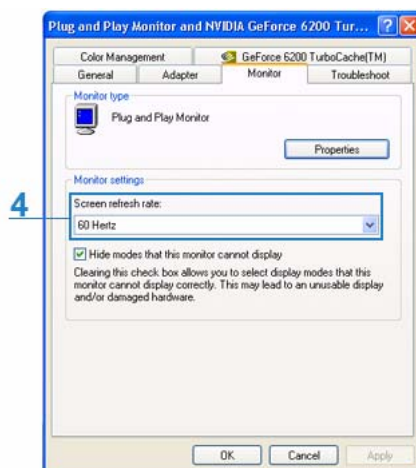 Plug and Play Monitor and NVIDIA GeForce 6200 Tur...
Color Management
GeForce 6200 TurboCache(TM)
General
Adapter
Monitor
Troubleshoot
Monitor type
Plug and Play Monitor
Properties
Monitor settings
4
Screen refresh rate:
60 Hertz
Hide modes that this monitor cannot display
Clearing this check box allows you to select display modes that this
monitor cannot display correctly. This may lead to an unusable display
and/or damaged hardware.
OK
Cancel
Apply